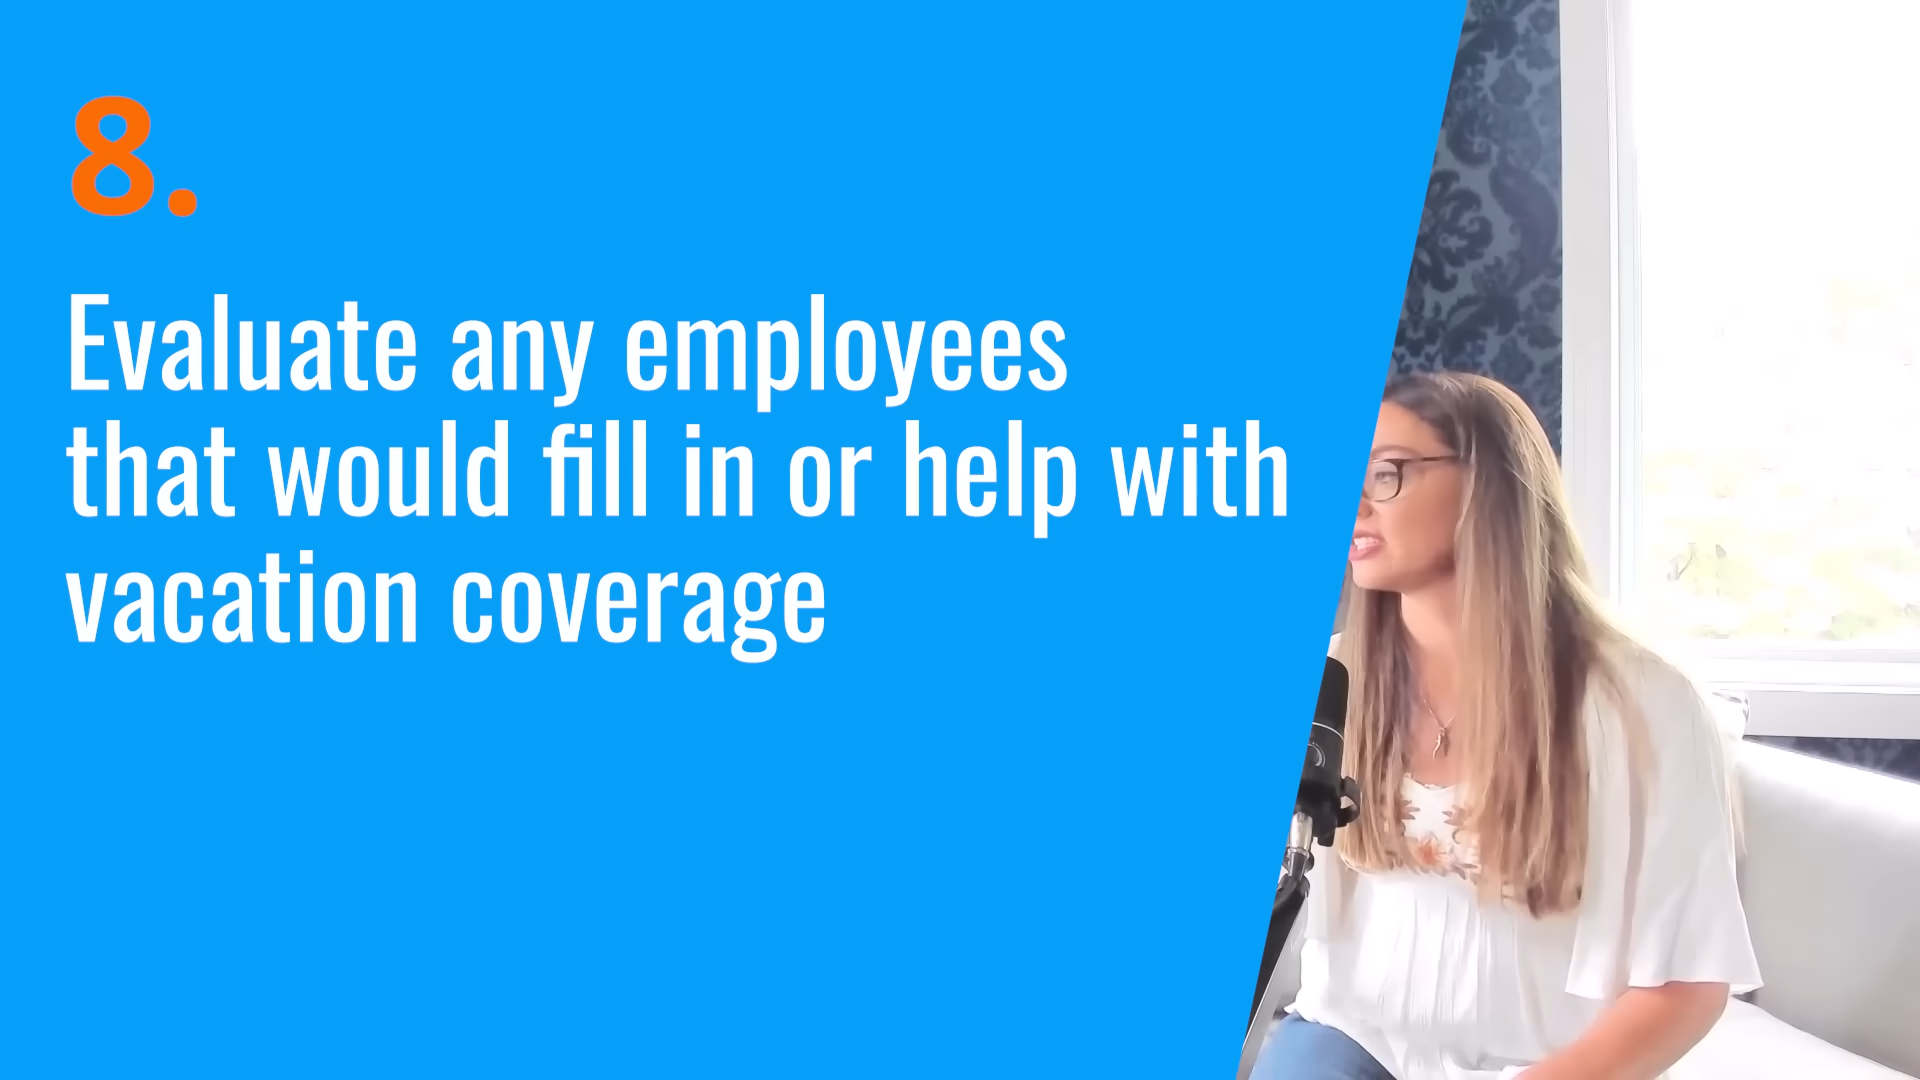 8.
Evaluate any employees
that would fill in or help with
vacation coverage